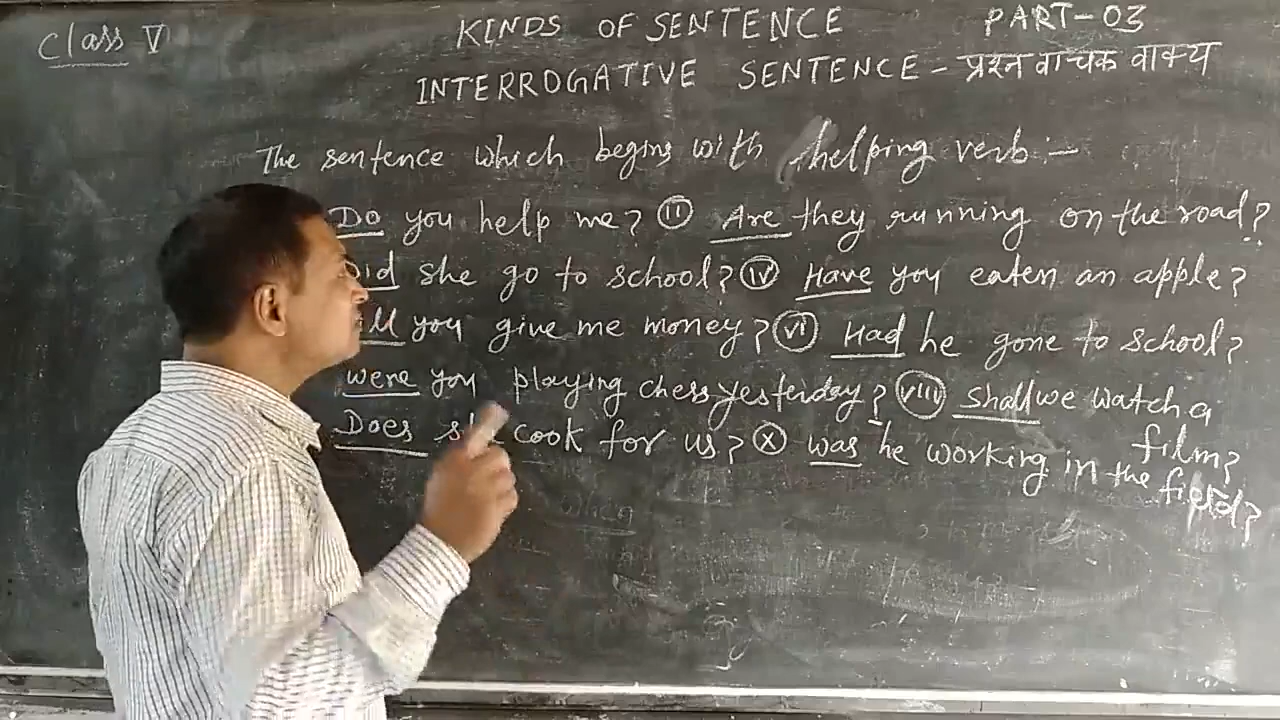 Class V
KINDS OF SENTENCE PART-03
INTERROGATIVE SENTENCE - प्रश्नवाचक वाक्य
The sentence which begins with helping verb :-
Do you help me? (ii) Are they running on the road?
Did she go to school? (iv) Have you eaten an apple?
you give me money? (vi) Had he gone to school?
were you playing chess yesterday? (viii) shall we watch a
film?
Does cook for us? (x) was he working in the field?